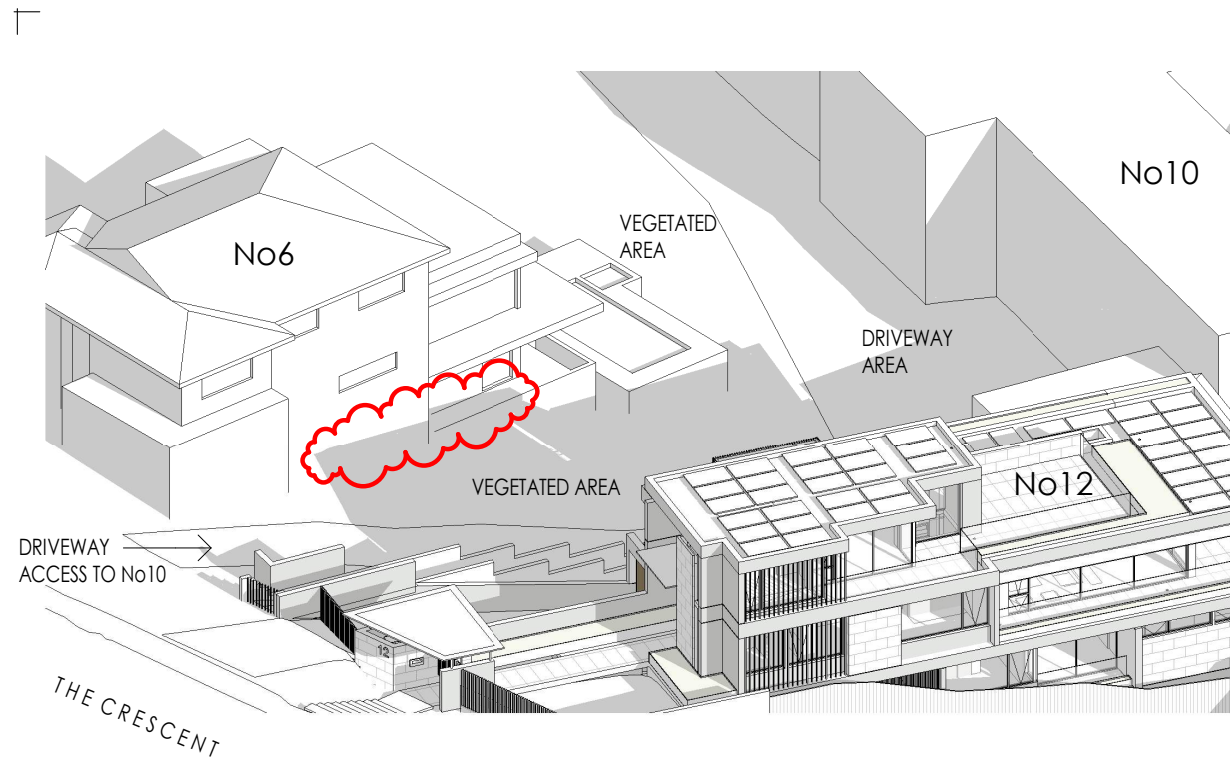 No10
VEGETATED
AREA
No6
DRIVEWAY
AREA
No12
VEGETATED AREA
DRIVEWAY
ACCESS TO No10
12
THE CRESCENT